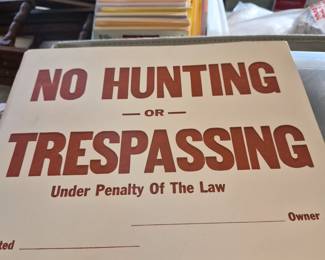 NO HUNTING
— OR —
TRESPASSING
Under Penalty Of The Law
Owner